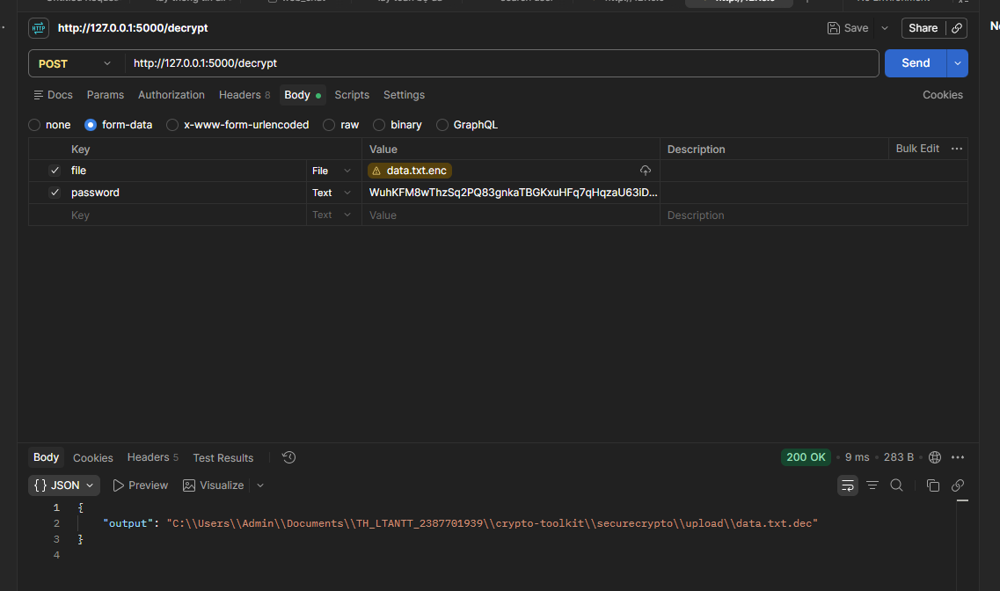 HTTP http://127.0.0.1:5000/decrypt Save Share
POST http://127.0.0.1:5000/decrypt Send
Docs Params Authorization Headers 8 Body Scripts Settings Cookies
none form-data x-www-form-urlencoded raw binary GraphQL
Key Value Description Bulk Edit
file File data.txt.enc
password Text WuhKFM8wThzSq2PQ83gnkaTBGKxuHFq7qHqzaU63iD...
Key Text Value Description
Body Cookies Headers 5 Test Results 200 OK 9 ms 283 B
{} JSON Preview Visualize
1 {
2 "output": "C:\\Users\\Admin\\Documents\\TH_LTANTT_2387701939\\crypto-toolkit\\securecrypto\\upload\\data.txt.dec"
3 }
4